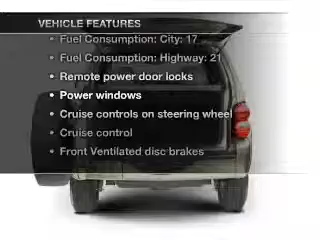 VEHICLE FEATURES
• Fuel Consumption: City: 17
• Fuel Consumption: Highway: 21
• Remote power door locks
• Power windows
• Cruise controls on steering wheel
• Cruise control
• Front Ventilated disc brakes